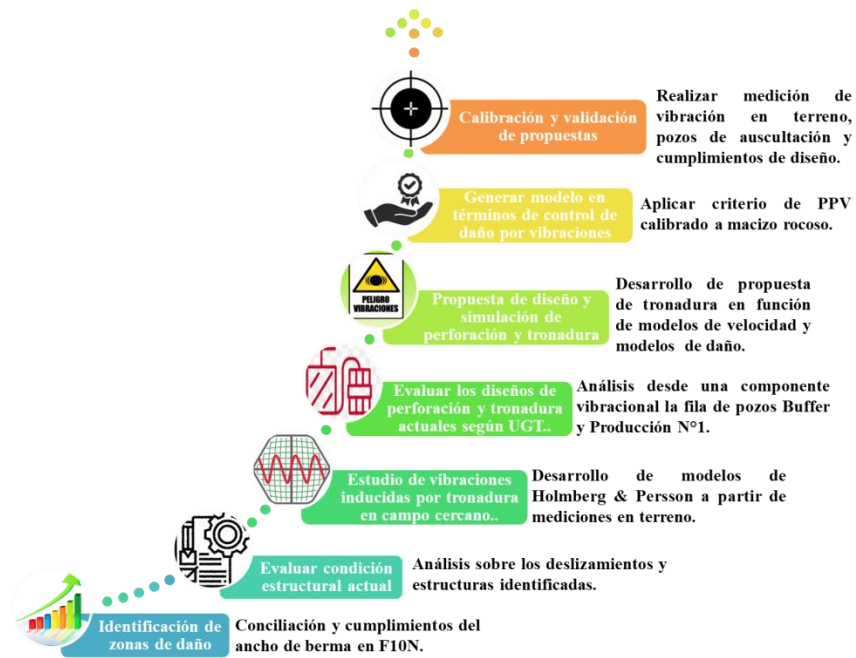 Calibración y validación
de propuestas
Realizar medición de
vibración en terreno,
pozos de auscultación y
cumplimientos de diseño.
Generar modelo en
términos de control de
daño por vibraciones
Aplicar criterio de PPV
calibrado a macizo rocoso.
PELIGRO
VIBRACIONES
Propuesta de diseño y
simulación de
perforación y tronadura
Desarrollo de propuesta
de tronadura en función
de modelos de velocidad y
modelos de daño.
Evaluar los diseños de
perforación y tronadura
actuales según UGT..
Análisis desde una componente
vibracional la fila de pozos Buffer
y Producción N°1.
Estudio de vibraciones
inducidas por tronadura
en campo cercano..
Desarrollo de modelos de
Holmberg & Persson a partir de
mediciones en terreno.
Evaluar condición
estructural actual
Análisis sobre los deslizamientos y
estructuras identificadas.
Identificación de
zonas de daño
Conciliación y cumplimientos del
ancho de berma en F10N.